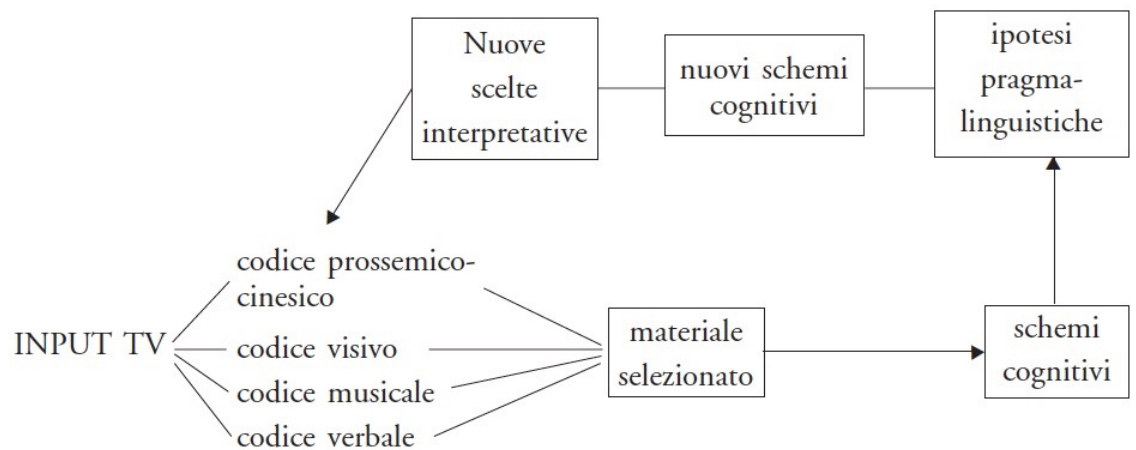 Nuove
scelte
interpretative
nuovi schemi
cognitivi
ipotesi
pragma-
linguistiche
codice prossemico-
cinesico
INPUT TV
codice visivo
codice musicale
codice verbale
materiale
selezionato
schemi
cognitivi